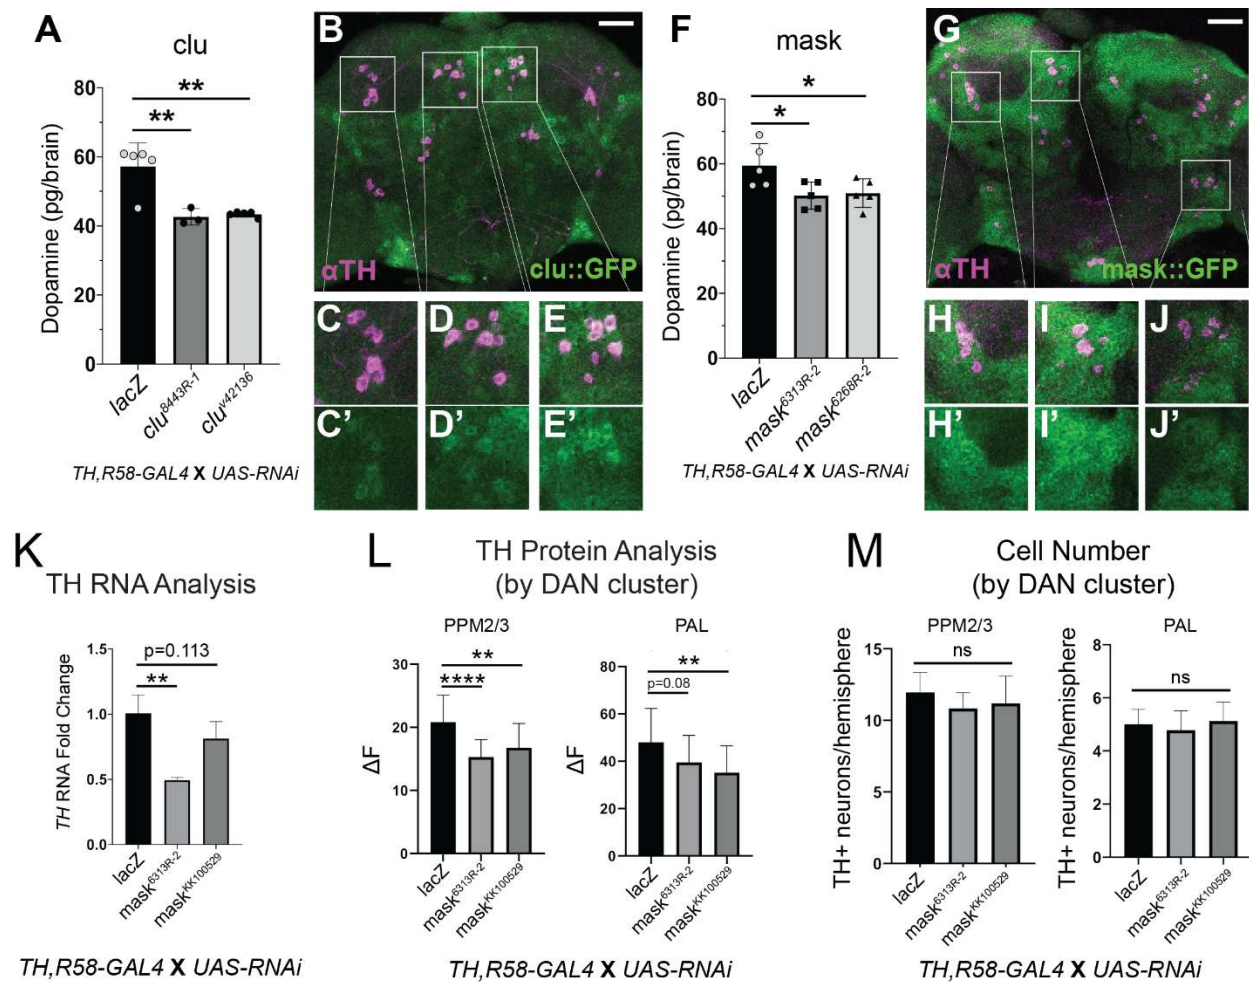 A
clu
**
**
Dopamine (pg/brain)
80
60
40
20
0
lacZ
clu8443R-1
cluv42136
TH,R58-GAL4 X UAS-RNAi
B
αTH
clu::GFP
C
D
E
C'
D'
E'
F
mask
*
*
Dopamine (pg/brain)
80
60
40
20
0
lacZ
mask6313R-2
mask6268R-2
TH,R58-GAL4 X UAS-RNAi
G
αTH
mask::GFP
H
I
J
H'
I'
J'
K
TH RNA Analysis
p=0.113
**
TH RNA Fold Change
1.5
1.0
0.5
0.0
lacZ
mask6313R-2
maskKK100529
TH,R58-GAL4 X UAS-RNAi
L
TH Protein Analysis
(by DAN cluster)
PPM2/3
**
****
ΔF
30
20
10
0
lacZ
mask6313R-2
maskKK100529
PAL
**
p=0.08
ΔF
80
60
40
20
0
lacZ
mask6313R-2
maskKK100529
TH,R58-GAL4 X UAS-RNAi
M
Cell Number
(by DAN cluster)
PPM2/3
ns
TH+ neurons/hemisphere
15
10
5
0
lacZ
mask6313R-2
maskKK100529
PAL
ns
TH+ neurons/hemisphere
8
6
4
2
0
lacZ
mask6313R-2
maskKK100529
TH,R58-GAL4 X UAS-RNAi